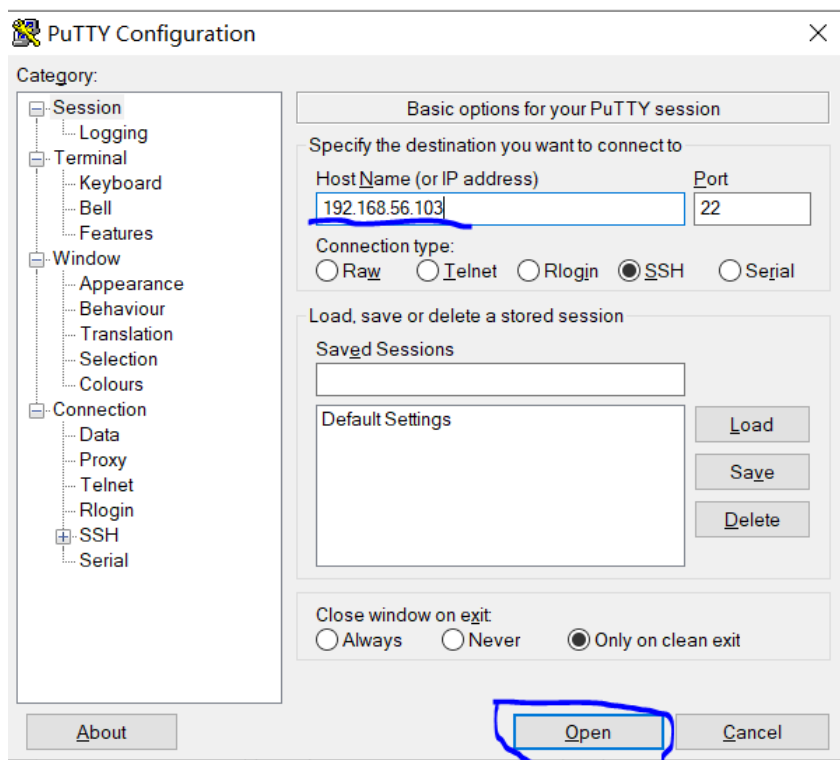 PuTTY Configuration
Category:
Session
Logging
Terminal
Keyboard
Bell
Features
Window
Appearance
Behaviour
Translation
Selection
Colours
Connection
Data
Proxy
Telnet
Rlogin
SSH
Serial
Basic options for your PuTTY session
Specify the destination you want to connect to
Host Name (or IP address) Port
192.168.56.103 22
Connection type:
Raw Telnet Rlogin SSH Serial
Load, save or delete a stored session
Saved Sessions
Default Settings
Load
Save
Delete
Close window on exit:
Always Never Only on clean exit
About Open Cancel